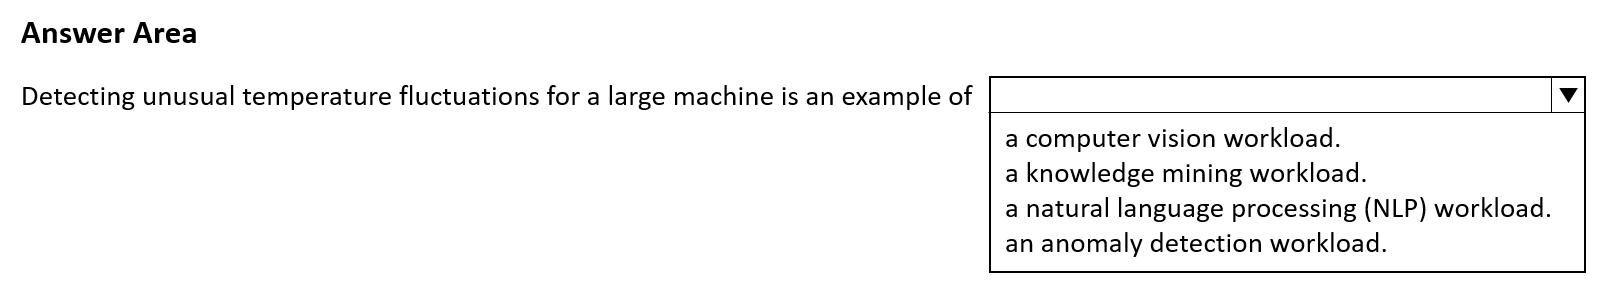 Answer Area
Detecting unusual temperature fluctuations for a large machine is an example of
a computer vision workload.
a knowledge mining workload.
a natural language processing (NLP) workload.
an anomaly detection workload.